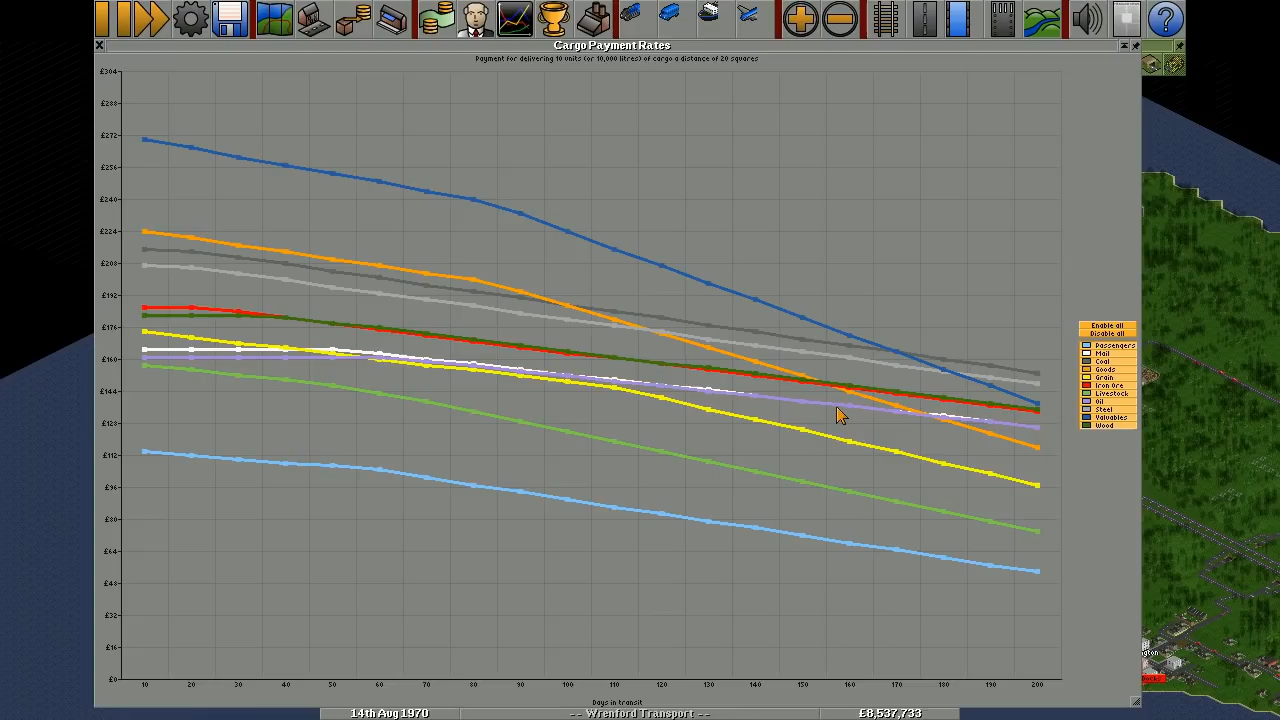 Cargo Payment Rates
Payment for delivering 10 units (or 10,000 litres) of cargo a distance of 20 squares
£304
£288
£272
£256
£240
£224
£208
£192
£176
£160
£144
£128
£112
£96
£80
£64
£48
£32
£16
£0
10 20 30 40 50 60 70 80 90 100 110 120 130 140 150 160 170 180 190 200
Days in transit
Enable all
Disable all
Passengers
Mail
Coal
Goods
Grain
Iron Ore
Livestock
Oil
Steel
Valuables
Wood
14th Aug 1970
-- Wrenford Transport --
£8,537,733